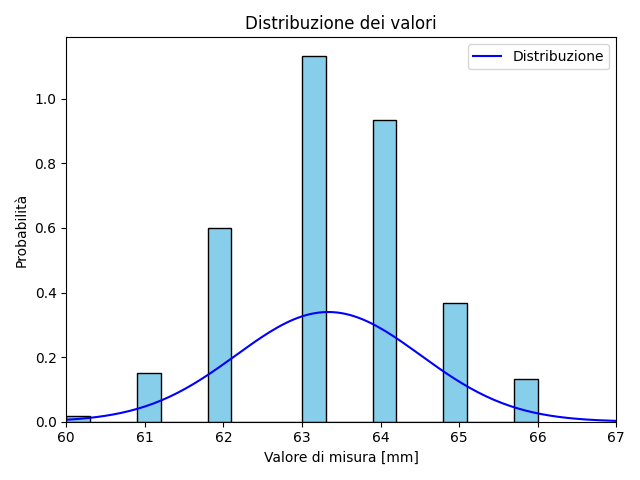 Distribuzione dei valori
Distribuzione
1.0
0.8
0.6
0.4
0.2
0.0
Probabilità
60 61 62 63 64 65 66 67
Valore di misura [mm]